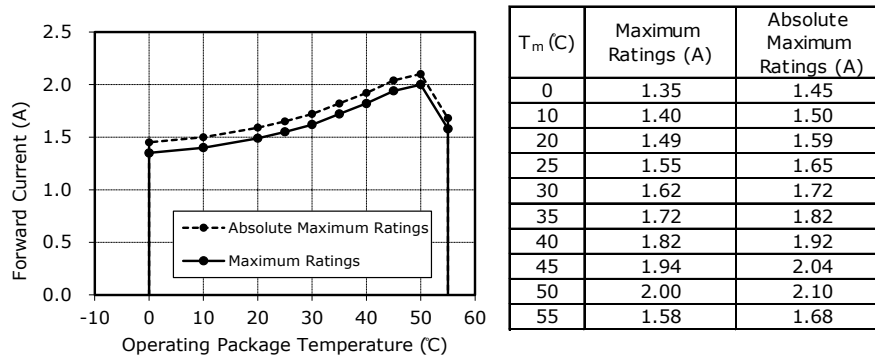 2.5
2.0
1.5
1.0
0.5
0.0
Forward Current (A)
Absolute Maximum Ratings
Maximum Ratings
-10 0 10 20 30 40 50 60
Operating Package Temperature (℃)
Tm (℃) Maximum Ratings (A) Absolute Maximum Ratings (A)
0 1.35 1.45
10 1.40 1.50
20 1.49 1.59
25 1.55 1.65
30 1.62 1.72
35 1.72 1.82
40 1.82 1.92
45 1.94 2.04
50 2.00 2.10
55 1.58 1.68